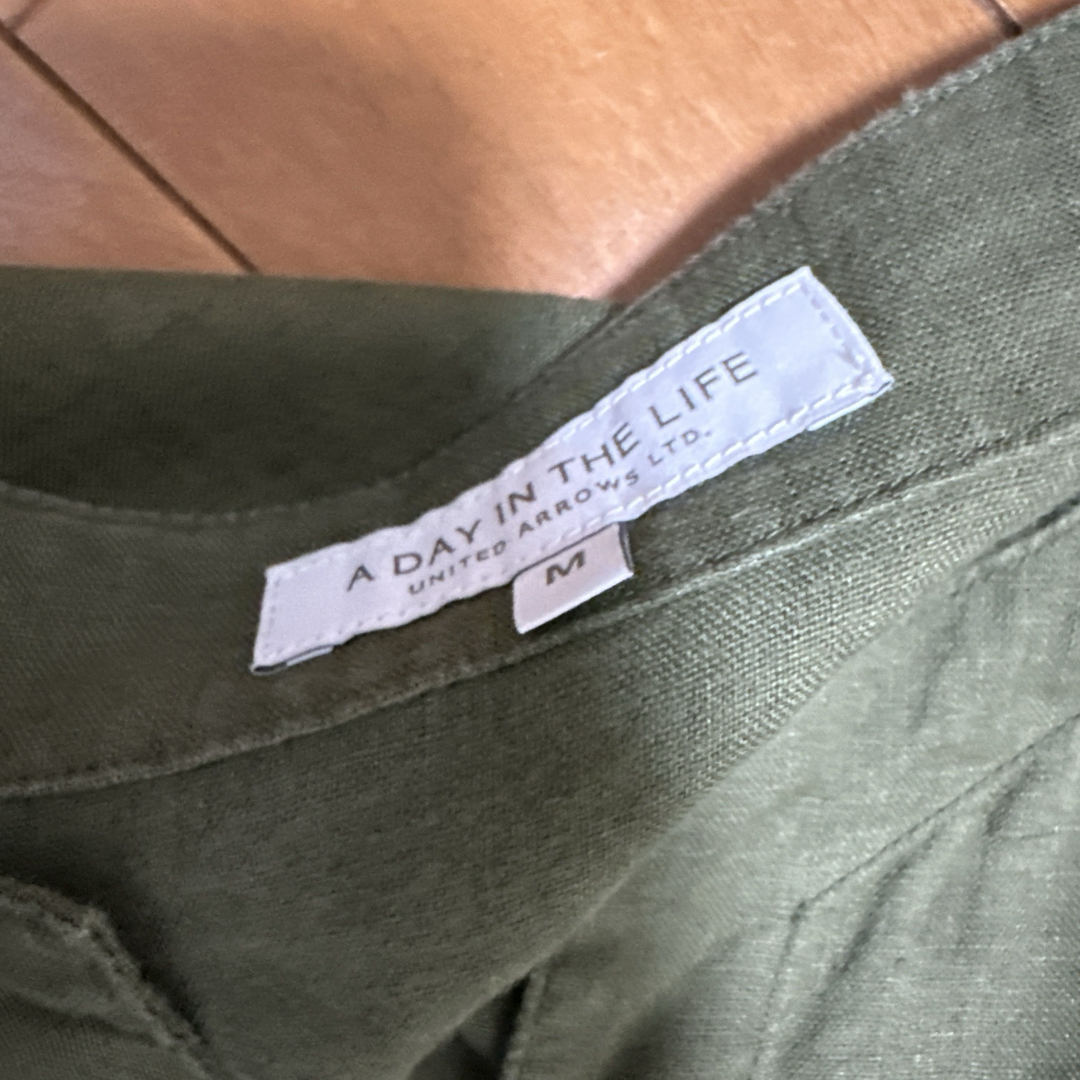 A DAY IN THE LIFE
UNITED ARROWS LTD.
M